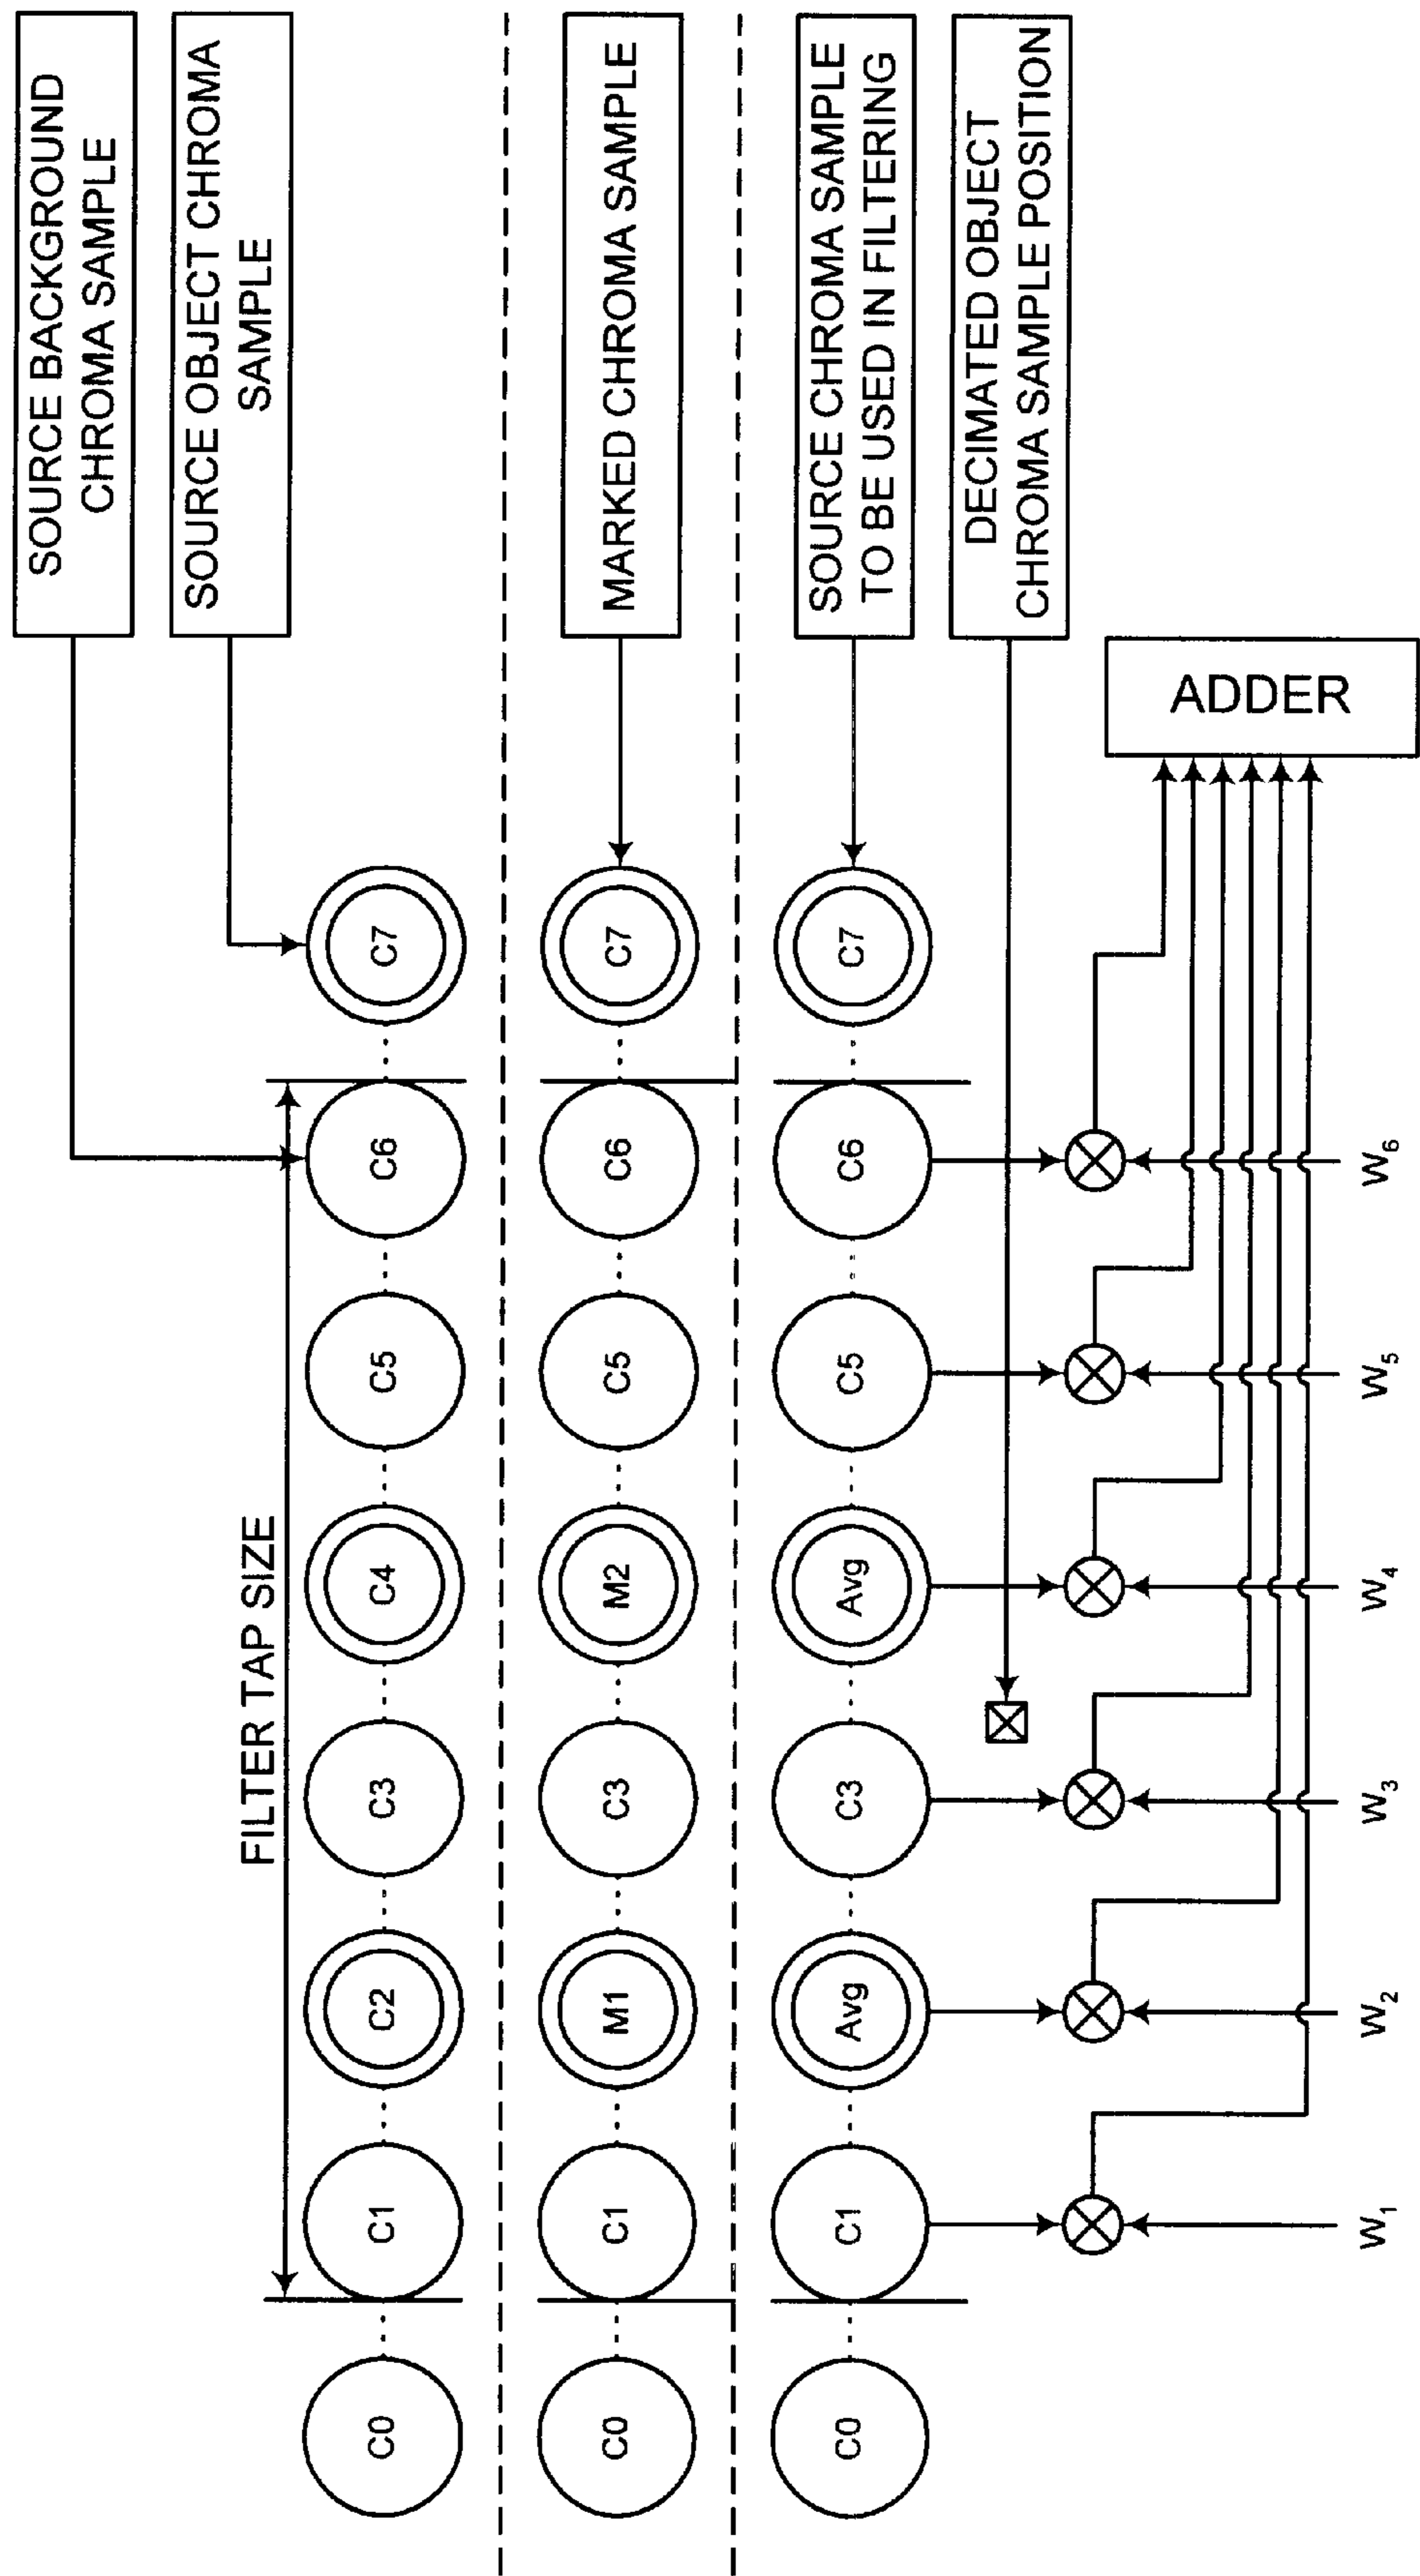 SOURCE BACKGROUND
CHROMA SAMPLE
SOURCE OBJECT CHROMA
SAMPLE
FILTER TAP SIZE
C0 C1 C2 C3 C4 C5 C6 C7
MARKED CHROMA SAMPLE
C0 C1 M1 C3 M2 C5 C6 C7
SOURCE CHROMA SAMPLE
TO BE USED IN FILTERING
C0 C1 Avg C3 Avg C5 C6 C7
DECIMATED OBJECT
CHROMA SAMPLE POSITION
ADDER
W1 W2 W3 W4 W5 W6